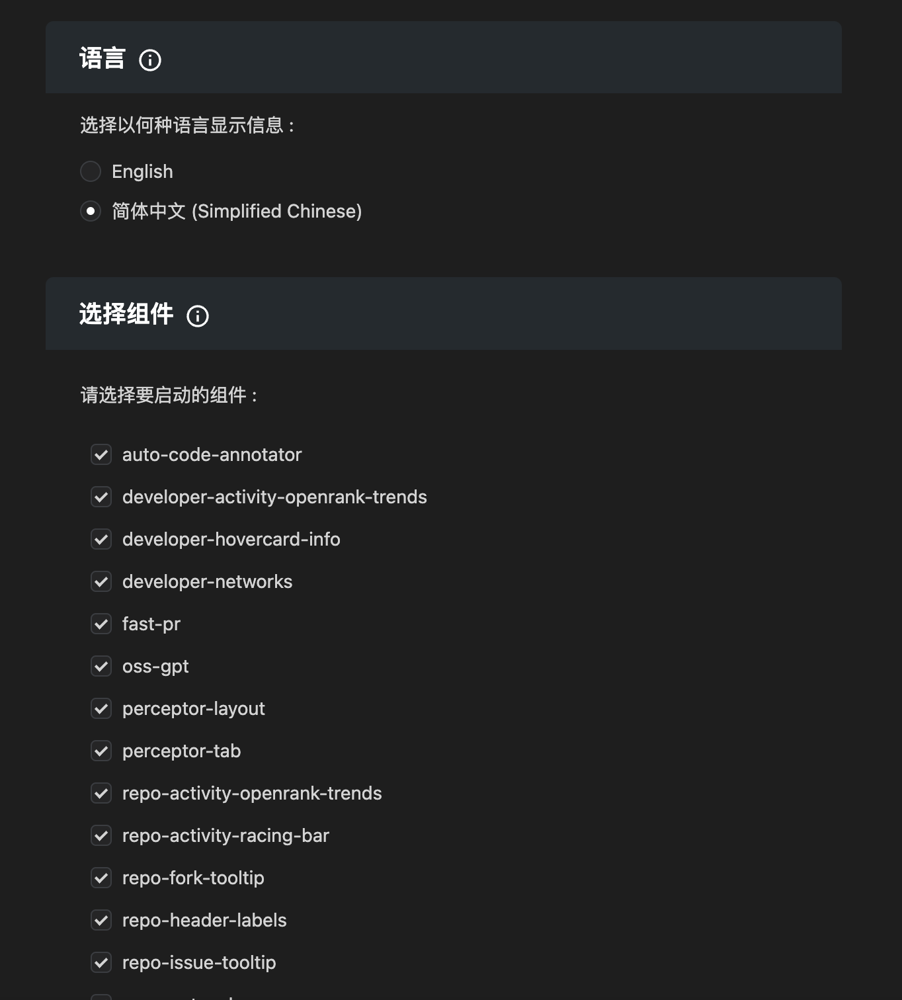 语言
选择以何种语言显示信息 :
English
简体中文 (Simplified Chinese)
选择组件
请选择要启动的组件 :
auto-code-annotator
developer-activity-openrank-trends
developer-hovercard-info
developer-networks
fast-pr
oss-gpt
perceptor-layout
perceptor-tab
repo-activity-openrank-trends
repo-activity-racing-bar
repo-fork-tooltip
repo-header-labels
repo-issue-tooltip